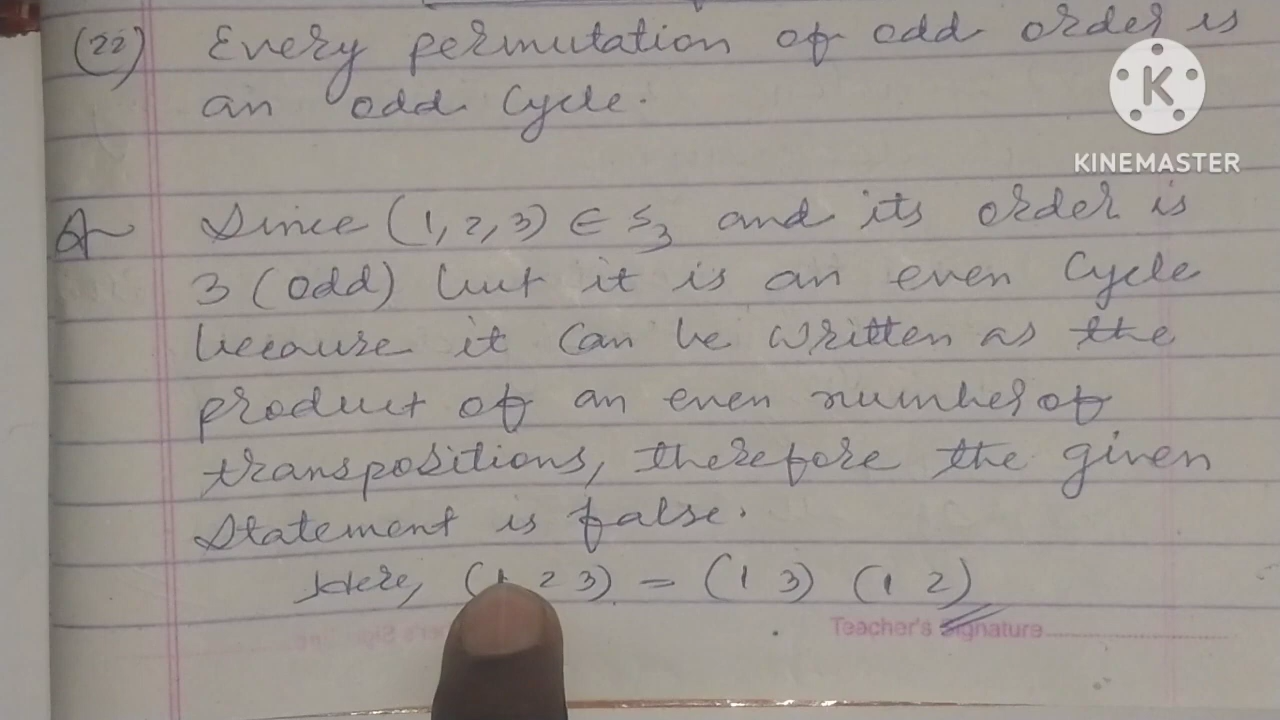 (22) Every permutation of odd order is
an odd Cycle.
K
KINEMASTER
Since (1, 2, 3) ∈ S₃ and its order is
3 (odd) but it is an even Cycle
because it can be written as the
product of an even number of
transpositions, therefore the given
Statement is false.
Here, (1 2 3) = (1 3) (1 2)
Teacher's Signature